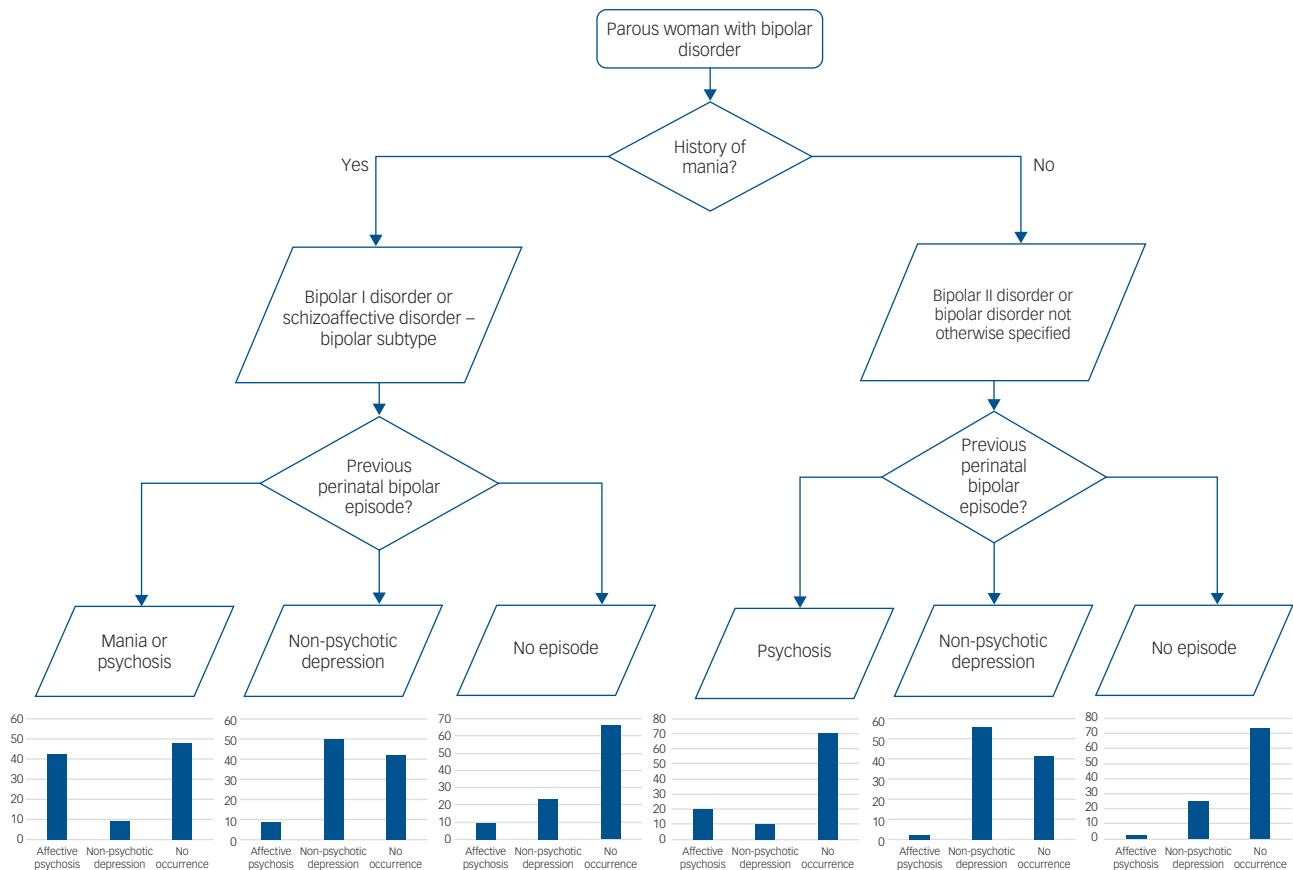 Parous woman with bipolar
disorder
History of
mania?
Yes
No
Bipolar I disorder or
schizoaffective disorder –
bipolar subtype
Bipolar II disorder or
bipolar disorder not
otherwise specified
Previous
perinatal bipolar
episode?
Previous
perinatal
bipolar
episode?
Mania or
psychosis
Non-psychotic
depression
No episode
Psychosis
Non-psychotic
depression
No episode
60
50
40
30
20
10
0
Affective
psychosis
Non-psychotic
depression
No
occurrence
60
50
40
30
20
10
0
Affective
psychosis
Non-psychotic
depression
No
occurrence
70
60
50
40
30
20
10
0
Affective
psychosis
Non-psychotic
depression
No
occurrence
80
70
60
50
40
30
20
10
0
Affective
psychosis
Non-psychotic
depression
No
occurrence
60
50
40
30
20
10
0
Affective
psychosis
Non-psychotic
depression
No
occurrence
80
70
60
50
40
30
20
10
0
Affective
psychosis
Non-psychotic
depression
No
occurrence